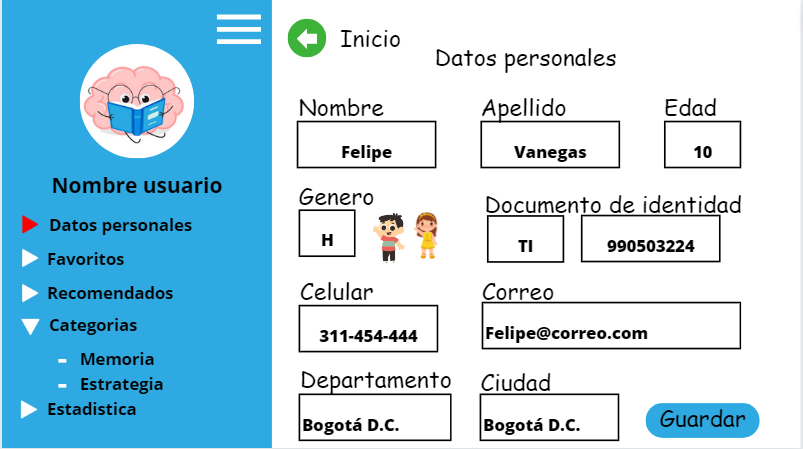 Nombre usuario
Datos personales
Favoritos
Recomendados
Categorias
- Memoria
- Estrategia
Estadistica
Inicio
Datos personales
Nombre Apellido Edad
Felipe Vanegas 10
Genero Documento de identidad
H TI 990503224
Celular Correo
311-454-444 Felipe@correo.com
Departamento Ciudad
Bogotá D.C. Bogotá D.C.
Guardar